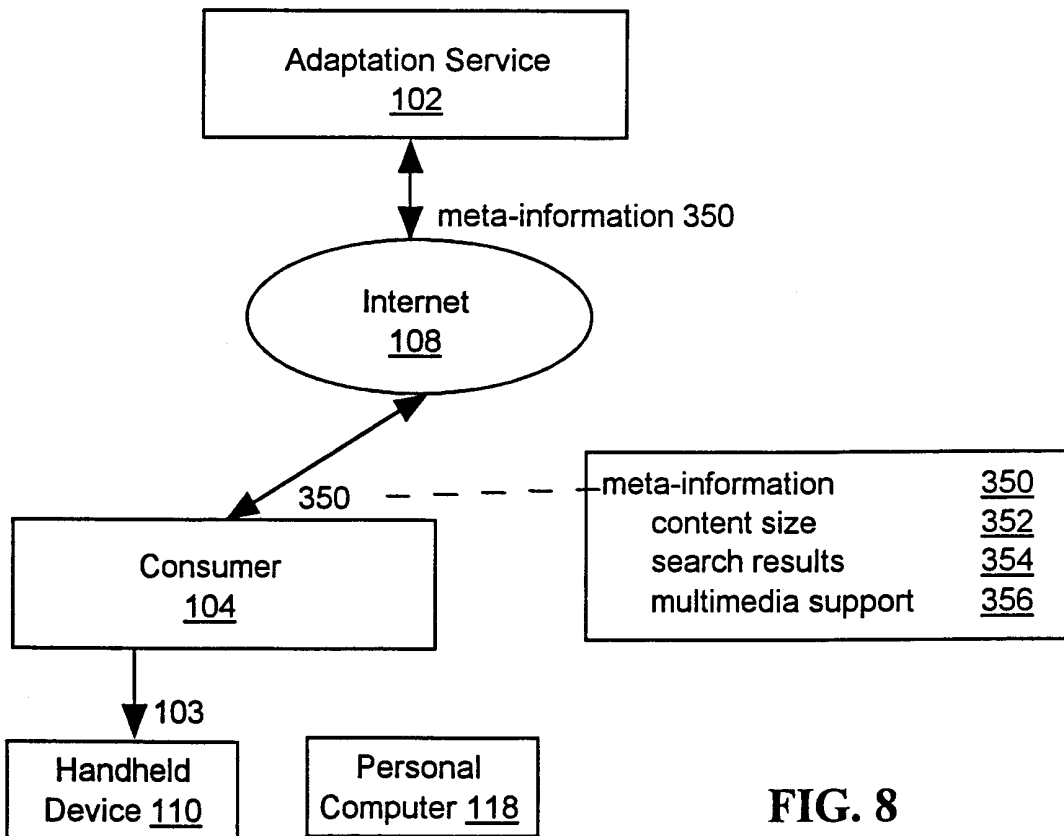 Adaptation Service
102
meta-information 350
Internet
108
350
meta-information 350
content size 352
search results 354
multimedia support 356
Consumer
104
103
Handheld
Device 110
Personal
Computer 118
FIG. 8